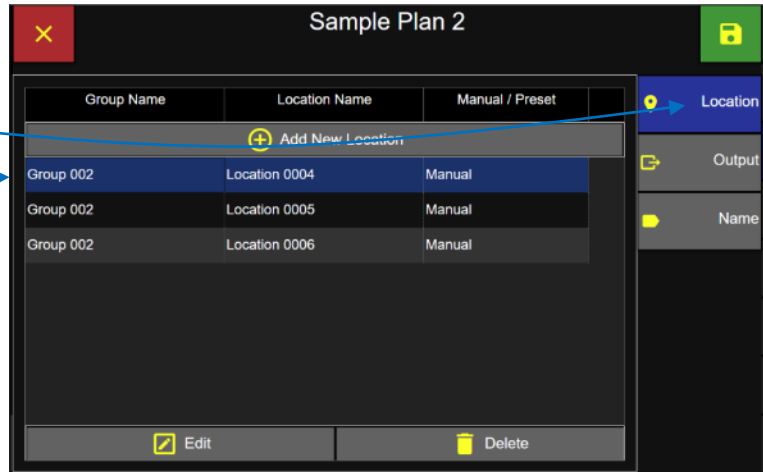 Sample Plan 2
Group Name Location Name Manual / Preset
Add New Location
Group 002 Location 0004 Manual
Group 002 Location 0005 Manual
Group 002 Location 0006 Manual
Edit Delete
Location
Output
Name